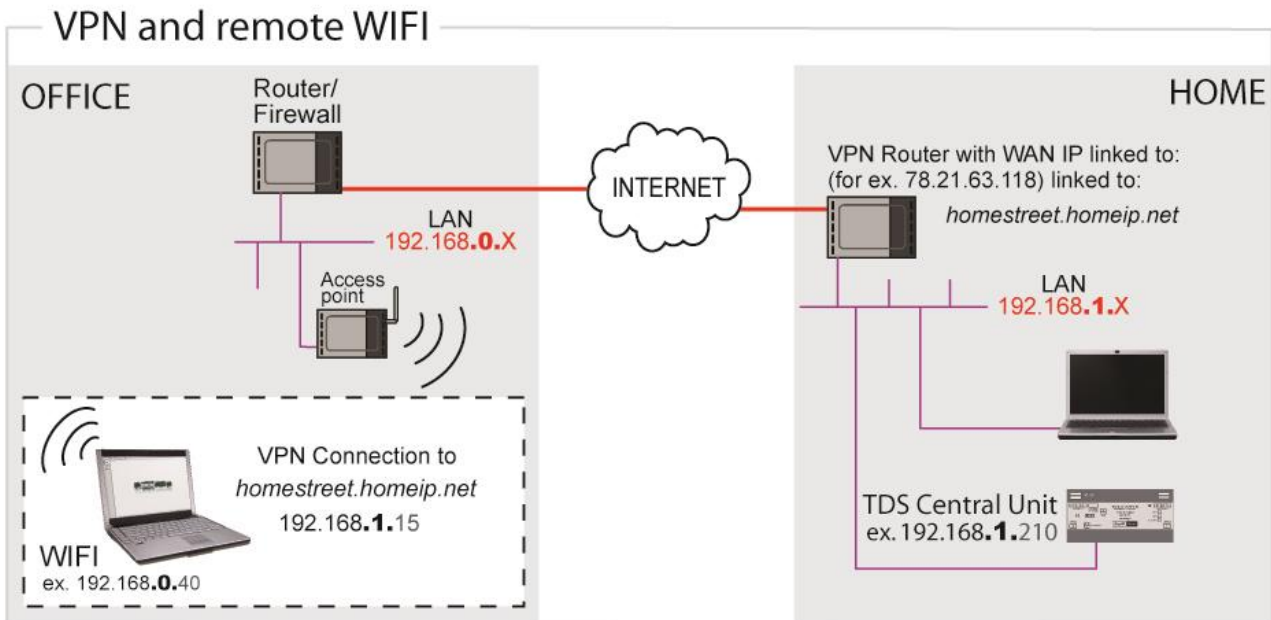 VPN and remote WIFI
OFFICE
Router/
Firewall
LAN
192.168.0.X
Access
point
VPN Connection to
homestreet.homeip.net
192.168.1.15
WIFI
ex. 192.168.0.40
INTERNET
HOME
VPN Router with WAN IP linked to:
(for ex. 78.21.63.118) linked to:
homestreet.homeip.net
LAN
192.168.1.X
TDS Central Unit
ex. 192.168.1.210